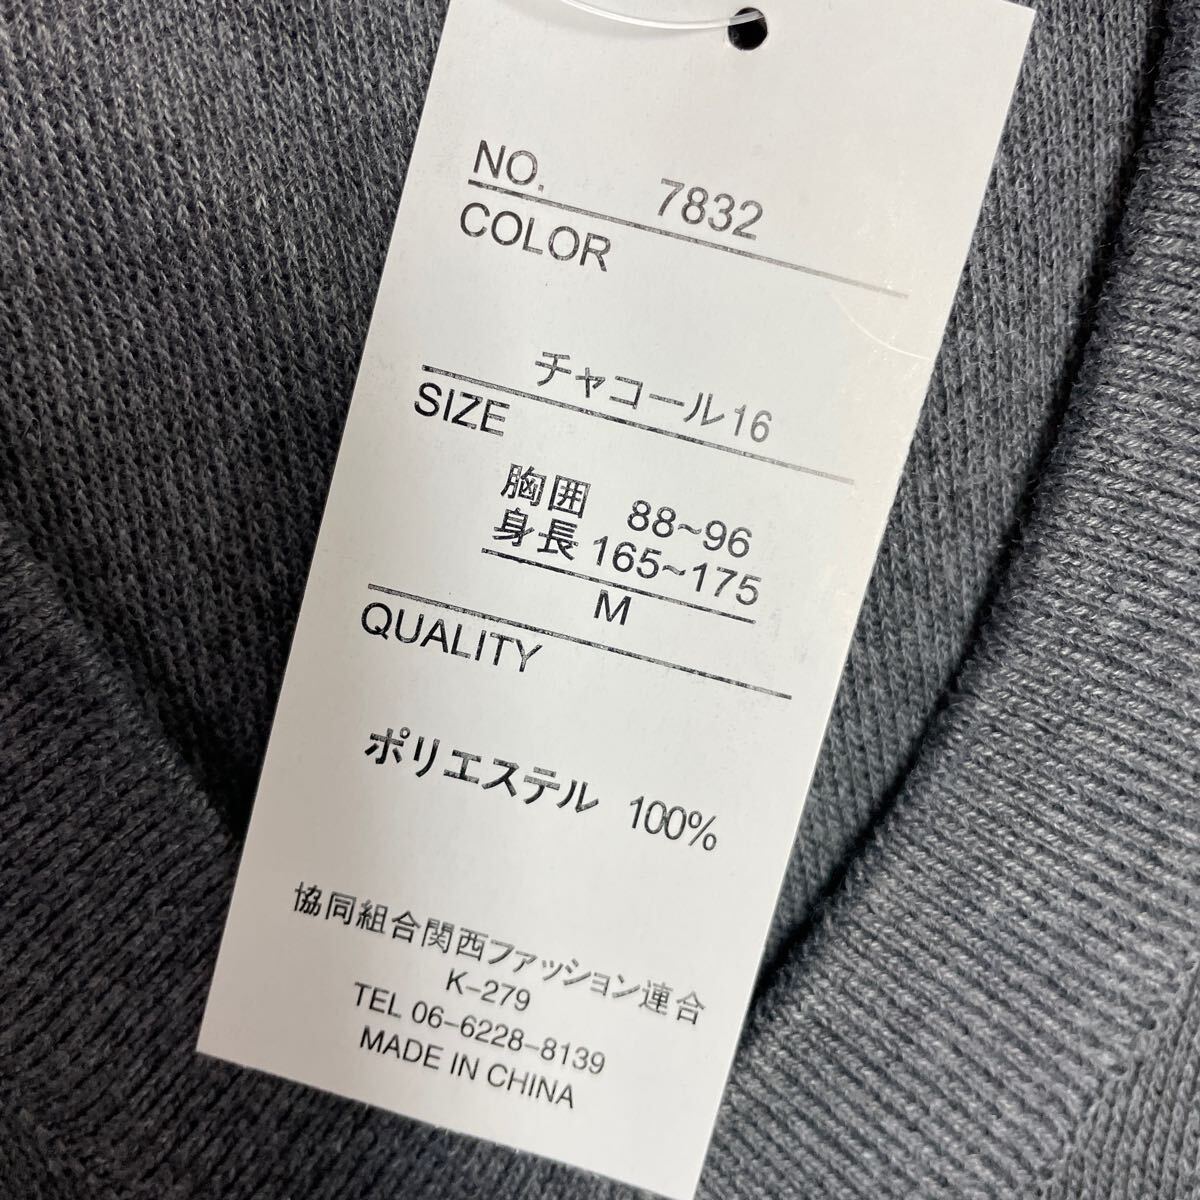 NO. 7832
COLOR
チャコール16
SIZE
胸囲 88~96
身長 165~175
M
QUALITY
ポリエステル 100%
協同組合関西ファッション連合
K-279
TEL 06-6228-8139
MADE IN CHINA